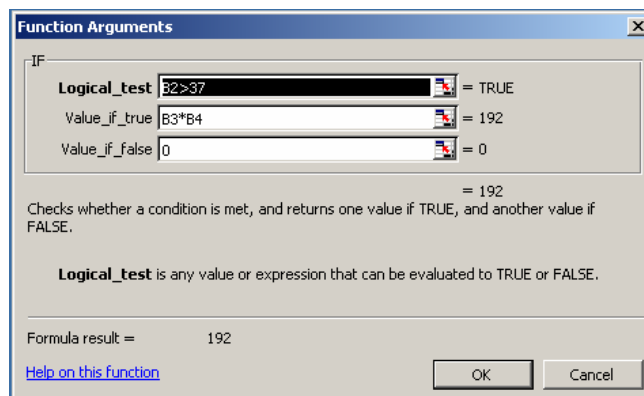 Function Arguments
IF
Logical_test B2>37 = TRUE
Value_if_true B3*B4 = 192
Value_if_false 0 = 0
= 192
Checks whether a condition is met, and returns one value if TRUE, and another value if
FALSE.
Logical_test is any value or expression that can be evaluated to TRUE or FALSE.
Formula result = 192
Help on this function
OK Cancel